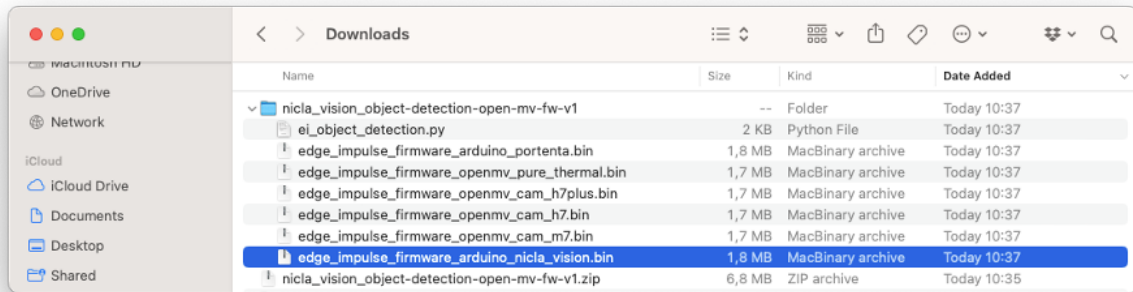 Downloads
Macintosh HD
OneDrive
Network
iCloud
iCloud Drive
Documents
Desktop
Shared
Name Size Kind Date Added
nicla_vision_object-detection-open-mv-fw-v1 -- Folder Today 10:37
ei_object_detection.py 2 KB Python File Today 10:37
edge_impulse_firmware_arduino_portenta.bin 1,8 MB MacBinary archive Today 10:37
edge_impulse_firmware_openmv_pure_thermal.bin 1,7 MB MacBinary archive Today 10:37
edge_impulse_firmware_openmv_cam_h7plus.bin 1,7 MB MacBinary archive Today 10:37
edge_impulse_firmware_openmv_cam_h7.bin 1,7 MB MacBinary archive Today 10:37
edge_impulse_firmware_openmv_cam_m7.bin 1,7 MB MacBinary archive Today 10:37
edge_impulse_firmware_arduino_nicla_vision.bin 1,8 MB MacBinary archive Today 10:37
nicla_vision_object-detection-open-mv-fw-v1.zip 6,8 MB ZIP archive Today 10:35